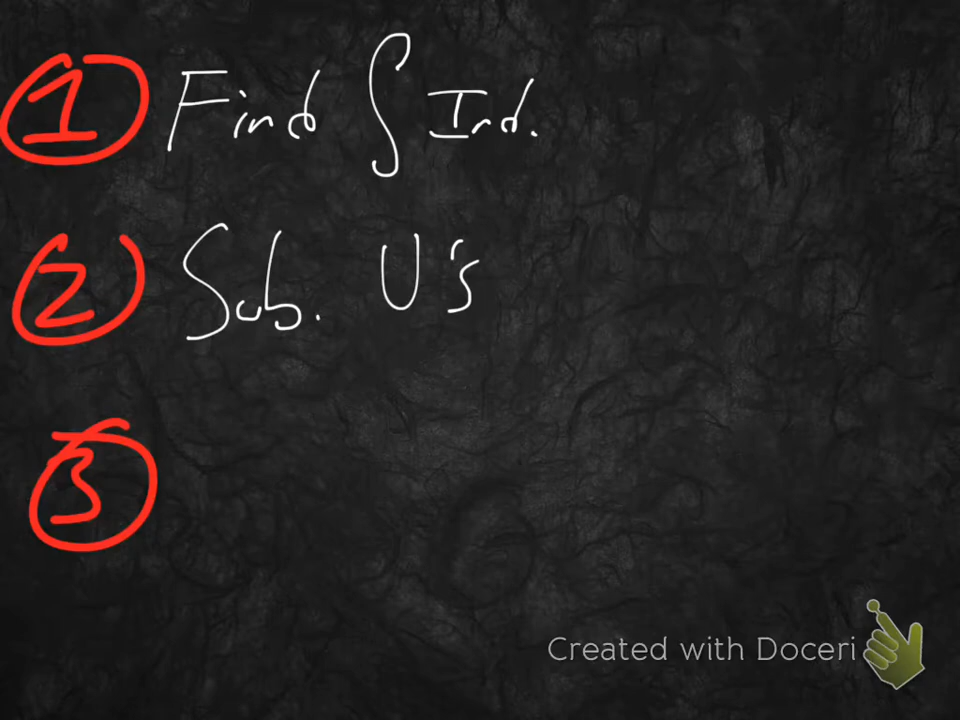 1 Find ∫ Ind.
2 Sub. U's
3
Created with Doceri